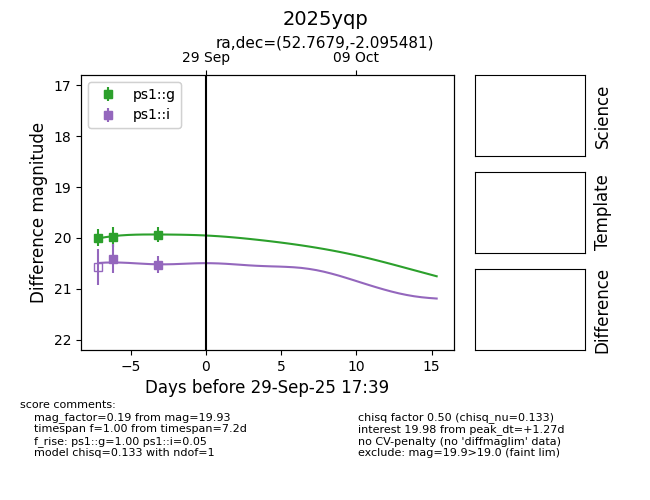 2025yqp
ra,dec=(52.7679,-2.095481)
29 Sep 09 Oct
ps1::g
ps1::i
17
18
19
20
21
22
Difference magnitude
−5 0 5 10 15
Days before 29-Sep-25 17:39
Science
Template
Difference
score comments:
mag_factor=0.19 from mag=19.93
timespan f=1.00 from timespan=7.2d
f_rise: ps1::g=1.00 ps1::i=0.05
model chisq=0.133 with ndof=1
chisq factor 0.50 (chisq_nu=0.133)
interest 19.98 from peak_dt=+1.27d
no CV-penalty (no 'diffmaglim' data)
exclude: mag=19.9>19.0 (faint lim)